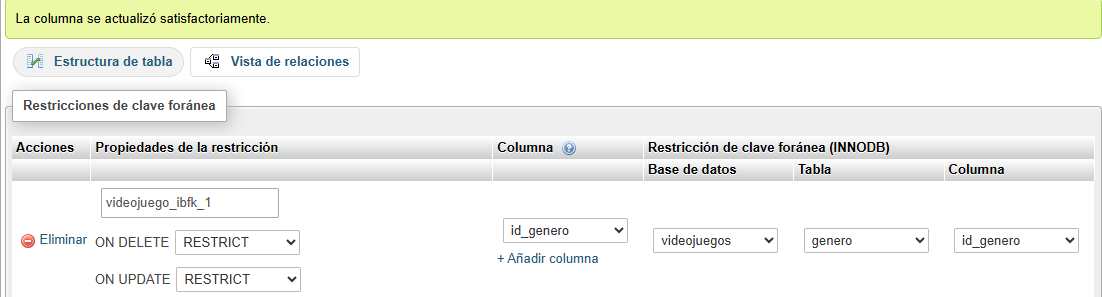 La columna se actualizó satisfactoriamente.
Estructura de tabla Vista de relaciones
Restricciones de clave foránea
Acciones Propiedades de la restricción Columna Restricción de clave foránea (INNODB)
Base de datos Tabla Columna
videojuego_ibfk_1
Eliminar ON DELETE RESTRICT id_genero videojuegos genero id_genero
+ Añadir columna
ON UPDATE RESTRICT